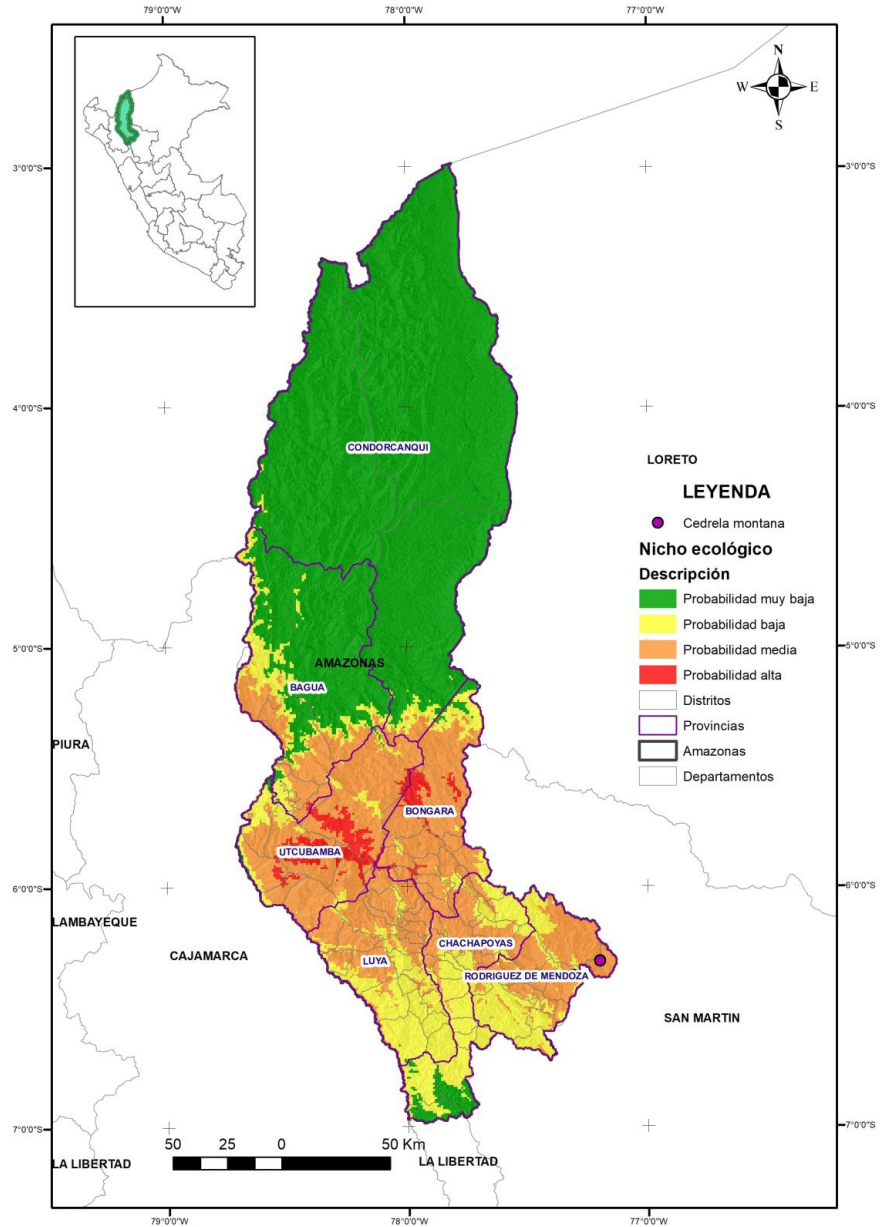 79°0'0"W
78°0'0"W
77°0'0"W
N
W
E
S
3°0'0"S
3°0'0"S
4°0'0"S
4°0'0"S
CONDORCANQUI
LORETO
LEYENDA
Cedrela montana
Nicho ecológico
Descripción
Probabilidad muy baja
Probabilidad baja
Probabilidad media
Probabilidad alta
Distritos
Provincias
Amazonas
Departamentos
5°0'0"S
5°0'0"S
AMAZONAS
BAGUA
PIURA
BONGARA
UTCUBAMBA
6°0'0"S
6°0'0"S
LAMBAYEQUE
CAJAMARCA
CHACHAPOYAS
LUYA
RODRIGUEZ DE MENDOZA
SAN MARTIN
7°0'0"S
7°0'0"S
50 25 0 50 Km
LA LIBERTAD
LA LIBERTAD
79°0'0"W
78°0'0"W
77°0'0"W